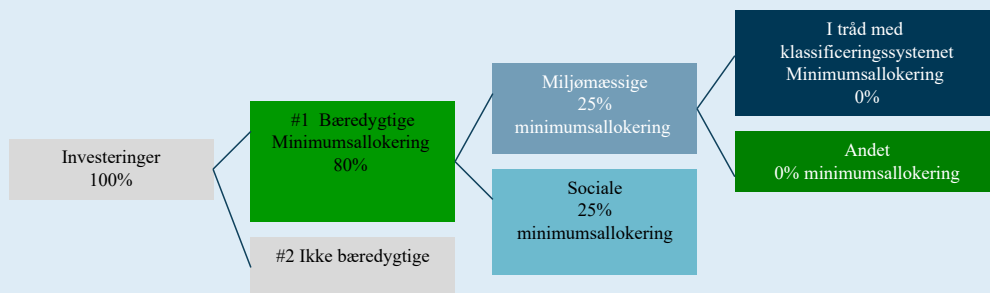 Investeringer
100%
#1 Bæredygtige
Minimumsallokering
80%
#2 Ikke bæredygtige
Miljømæssige
25%
minimumsallokering
Sociale
25%
minimumsallokering
I tråd med
klassificeringssystemet
Minimumsallokering
0%
Andet
0% minimumsallokering